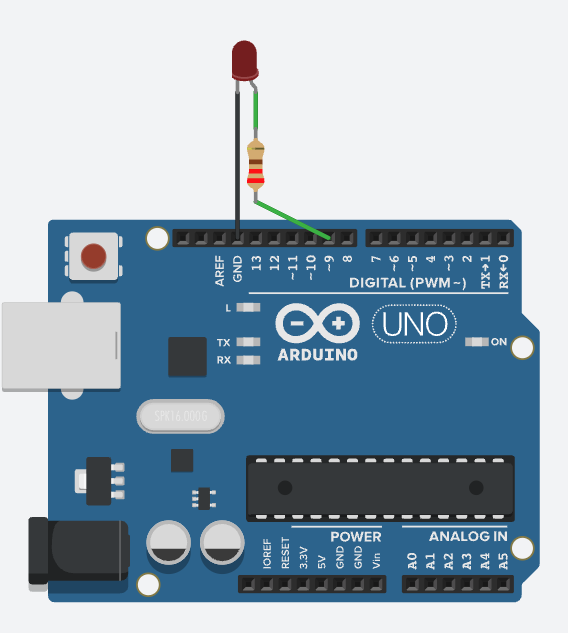 AREF
GND
13
12
~11
~10
~9
8
7
~6
~5
4
~3
2
TX→1
RX←0
DIGITAL (PWM~)
L
TX
RX
UNO
ARDUINO
ON
SPK16.000G
IOREF
RESET
3.3V
5V
GND
GND
Vin
POWER
ANALOG IN
A0
A1
A2
A3
A4
A5